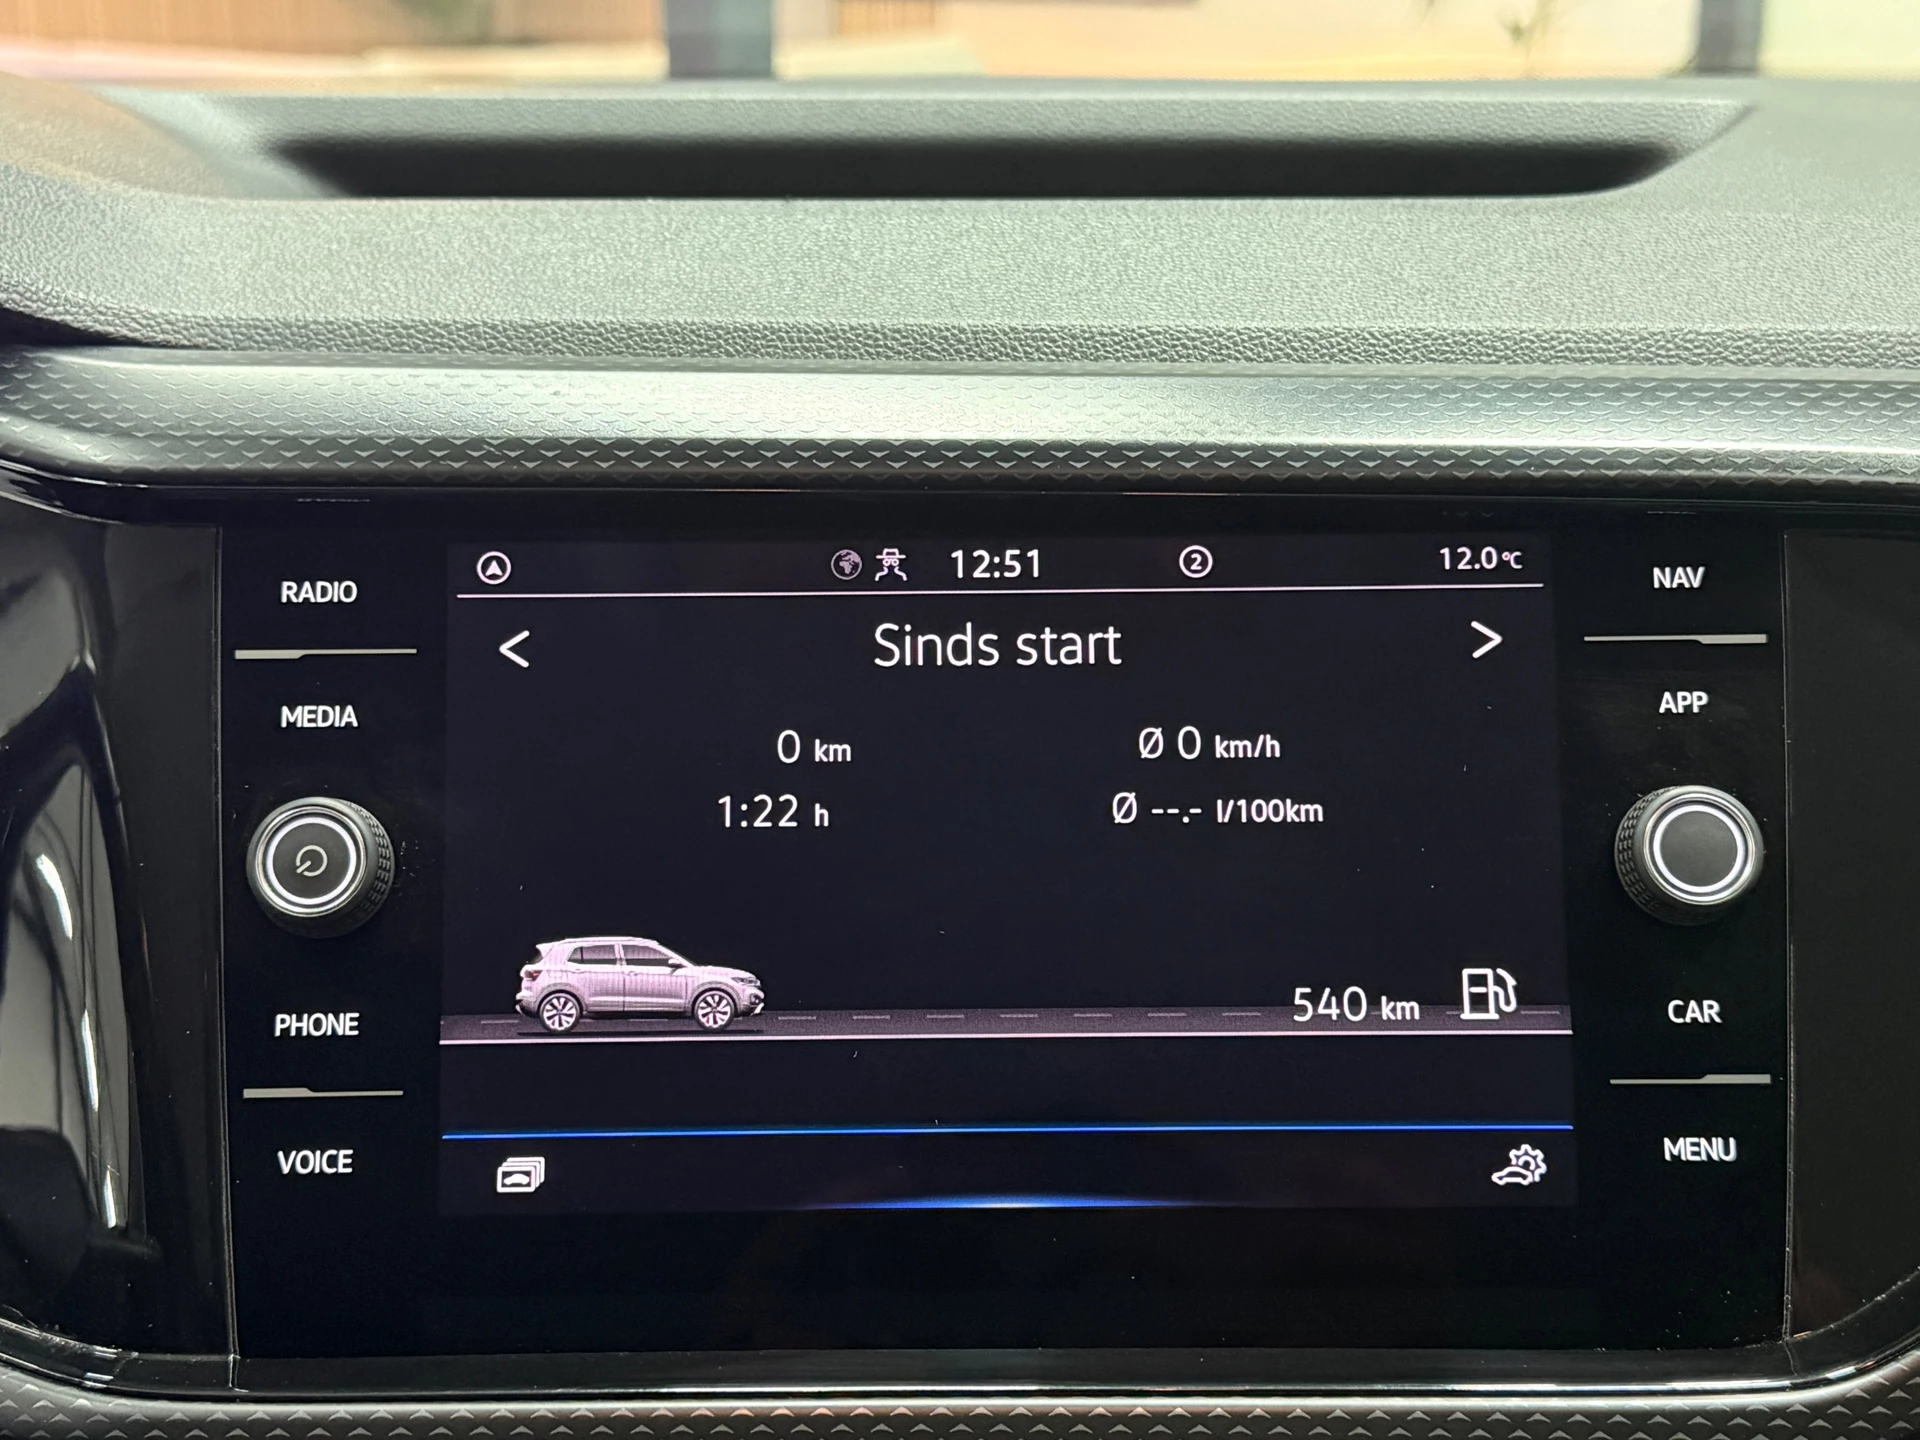 RADIO
MEDIA
PHONE
VOICE
12:51
2
12.0°C
< Sinds start >
0 km
Ø 0 km/h
1:22 h
Ø --.- l/100km
540 km
NAV
APP
CAR
MENU